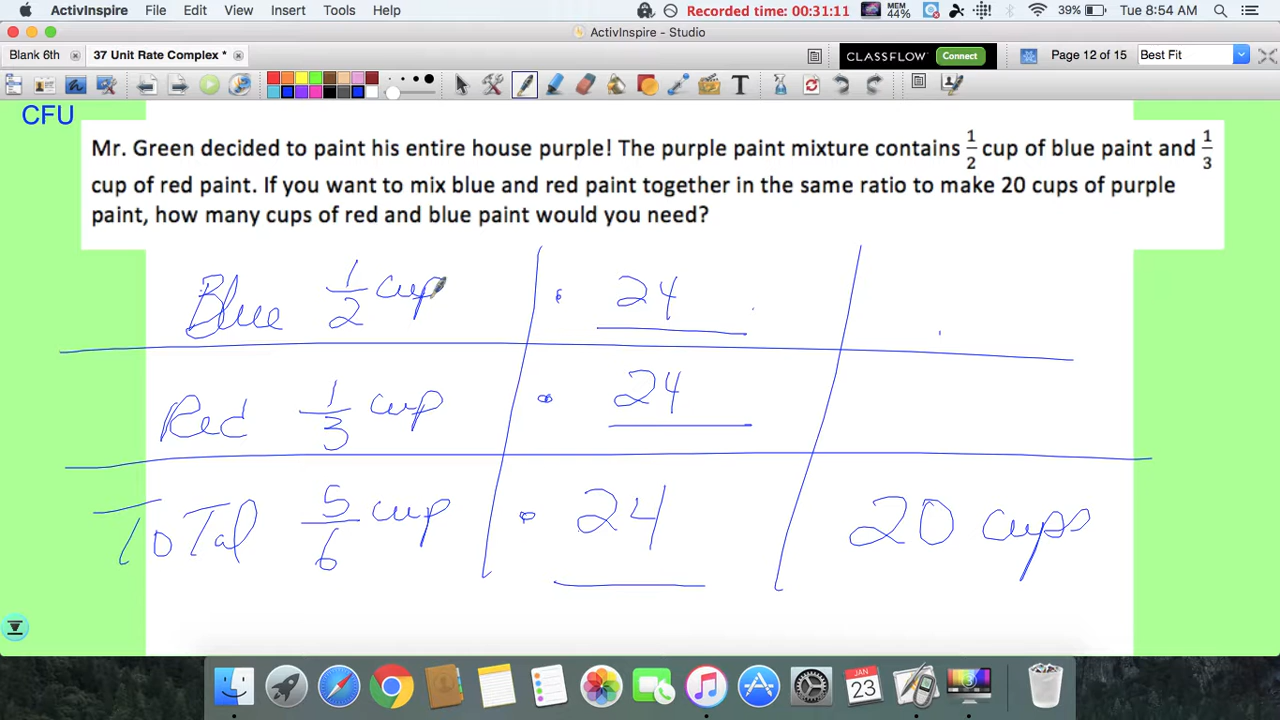 ActivInspire File Edit View Insert Tools Help Recorded time: 00:31:11 MEM 44% 39% Tue 8:54 AM
ActivInspire - Studio
Blank 6th 37 Unit Rate Complex * CLASSFLOW Connect Page 12 of 15 Best Fit
CFU
Mr. Green decided to paint his entire house purple! The purple paint mixture contains 1/2 cup of blue paint and 1/3
cup of red paint. If you want to mix blue and red paint together in the same ratio to make 20 cups of purple
paint, how many cups of red and blue paint would you need?
Blue 1/2 cup · 24
Red 1/3 cup · 24
Total 5/6 cup · 24 20 cups
JAN
23